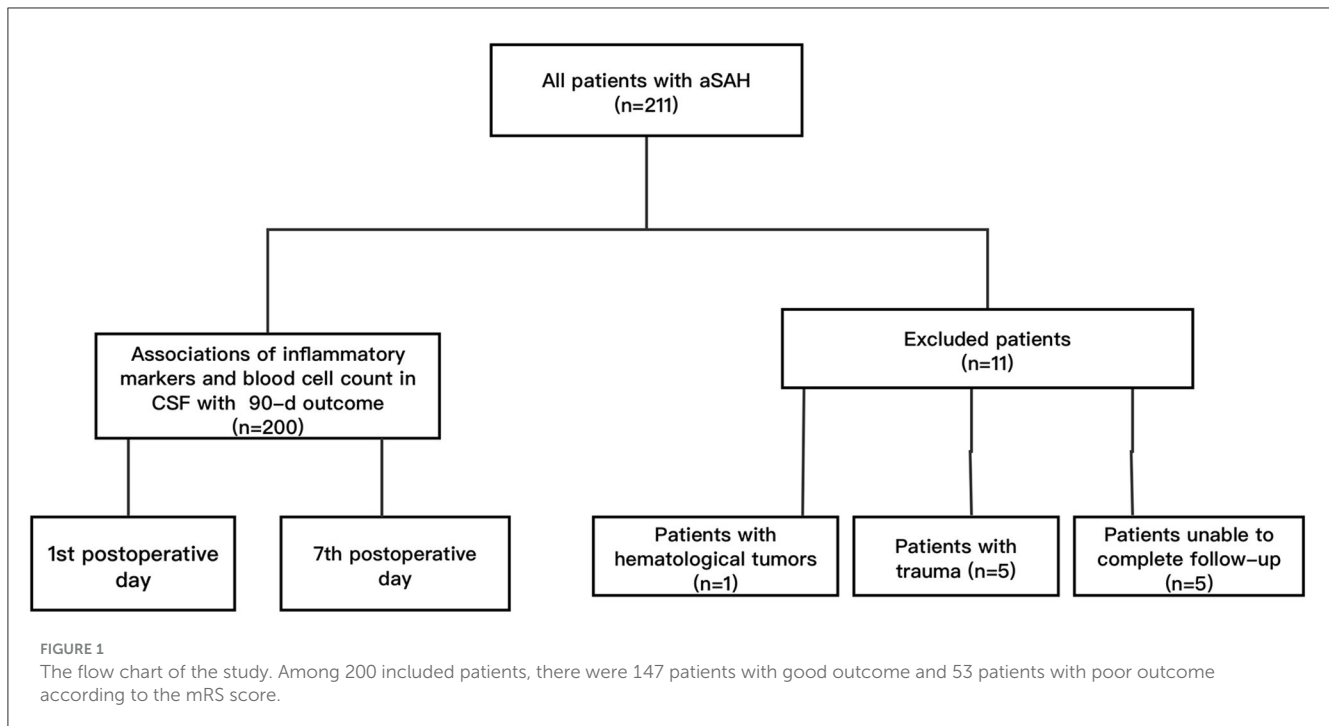 All patients with aSAH
(n=211)
Associations of inflammatory
markers and blood cell count in
CSF with 90-d outcome
(n=200)
Excluded patients
(n=11)
1st postoperative
day
7th postoperative
day
Patients with
hematological tumors
(n=1)
Patients with
trauma (n=5)
Patients unable to
complete follow-up
(n=5)
FIGURE 1
The flow chart of the study. Among 200 included patients, there were 147 patients with good outcome and 53 patients with poor outcome
according to the mRS score.